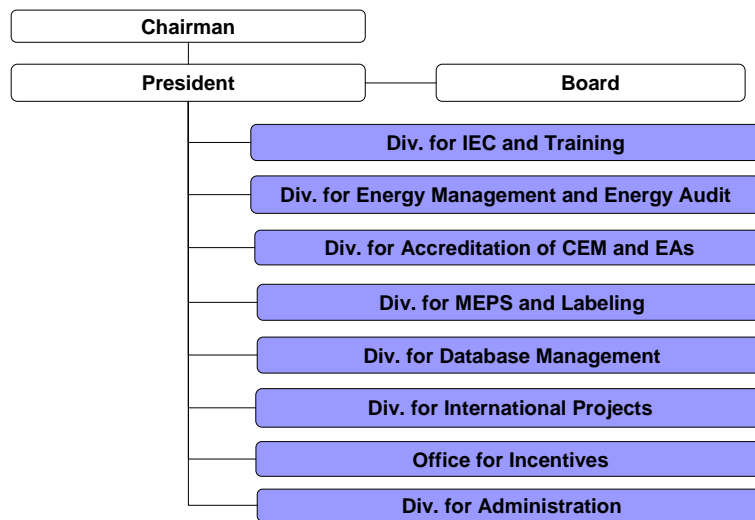 Chairman
President
Board
Div. for IEC and Training
Div. for Energy Management and Energy Audit
Div. for Accreditation of CEM and EAs
Div. for MEPS and Labeling
Div. for Database Management
Div. for International Projects
Office for Incentives
Div. for Administration